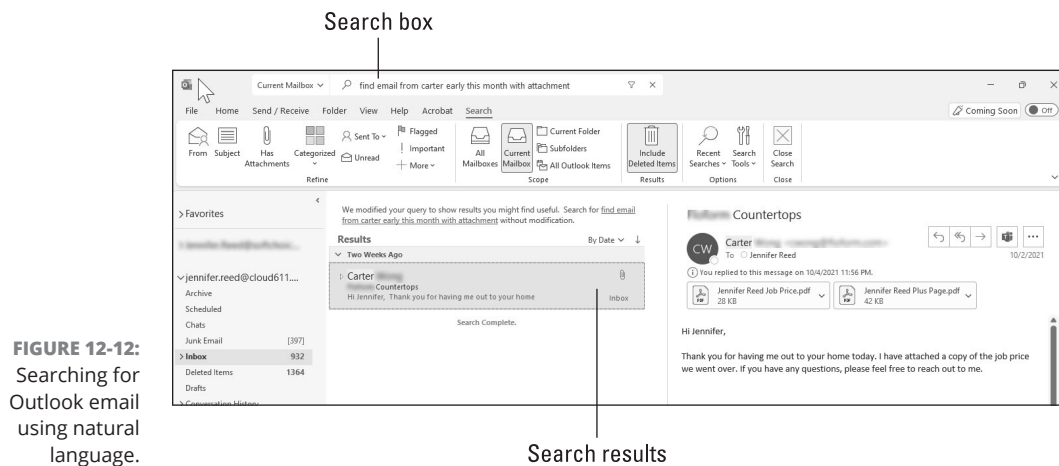 Search box
Current Mailbox
find email from carter early this month with attachment
File Home Send / Receive Folder View Help Acrobat Search
Coming Soon Off
From
Subject
Has
Attachments
Categorized
Sent To
Unread
Flagged
Important
More
Refine
All
Mailboxes
Current
Mailbox
Current Folder
Subfolders
All Outlook Items
Scope
Include
Deleted Items
Results
Recent
Searches
Search
Tools
Options
Close
Search
Close
Favorites
jennifer.reed@cloud611....
Archive
Scheduled
Chats
Junk Email [397]
Inbox 932
Deleted Items 1364
Drafts
Conversation History
We modified your query to show results you might find useful. Search for find email
from carter early this month with attachment without modification.
Results By Date
Two Weeks Ago
Carter
Countertops
Hi Jennifer, Thank you for having me out to your home Inbox
Search Complete.
Countertops
CW
Carter
To Jennifer Reed
10/2/2021
You replied to this message on 10/4/2021 11:56 PM.
Jennifer Reed Job Price.pdf
28 KB
Jennifer Reed Plus Page.pdf
42 KB
Hi Jennifer,
Thank you for having me out to your home today. I have attached a copy of the job price
we went over. If you have any questions, please feel free to reach out to me.
Search results
FIGURE 12-12:
Searching for
Outlook email
using natural
language.